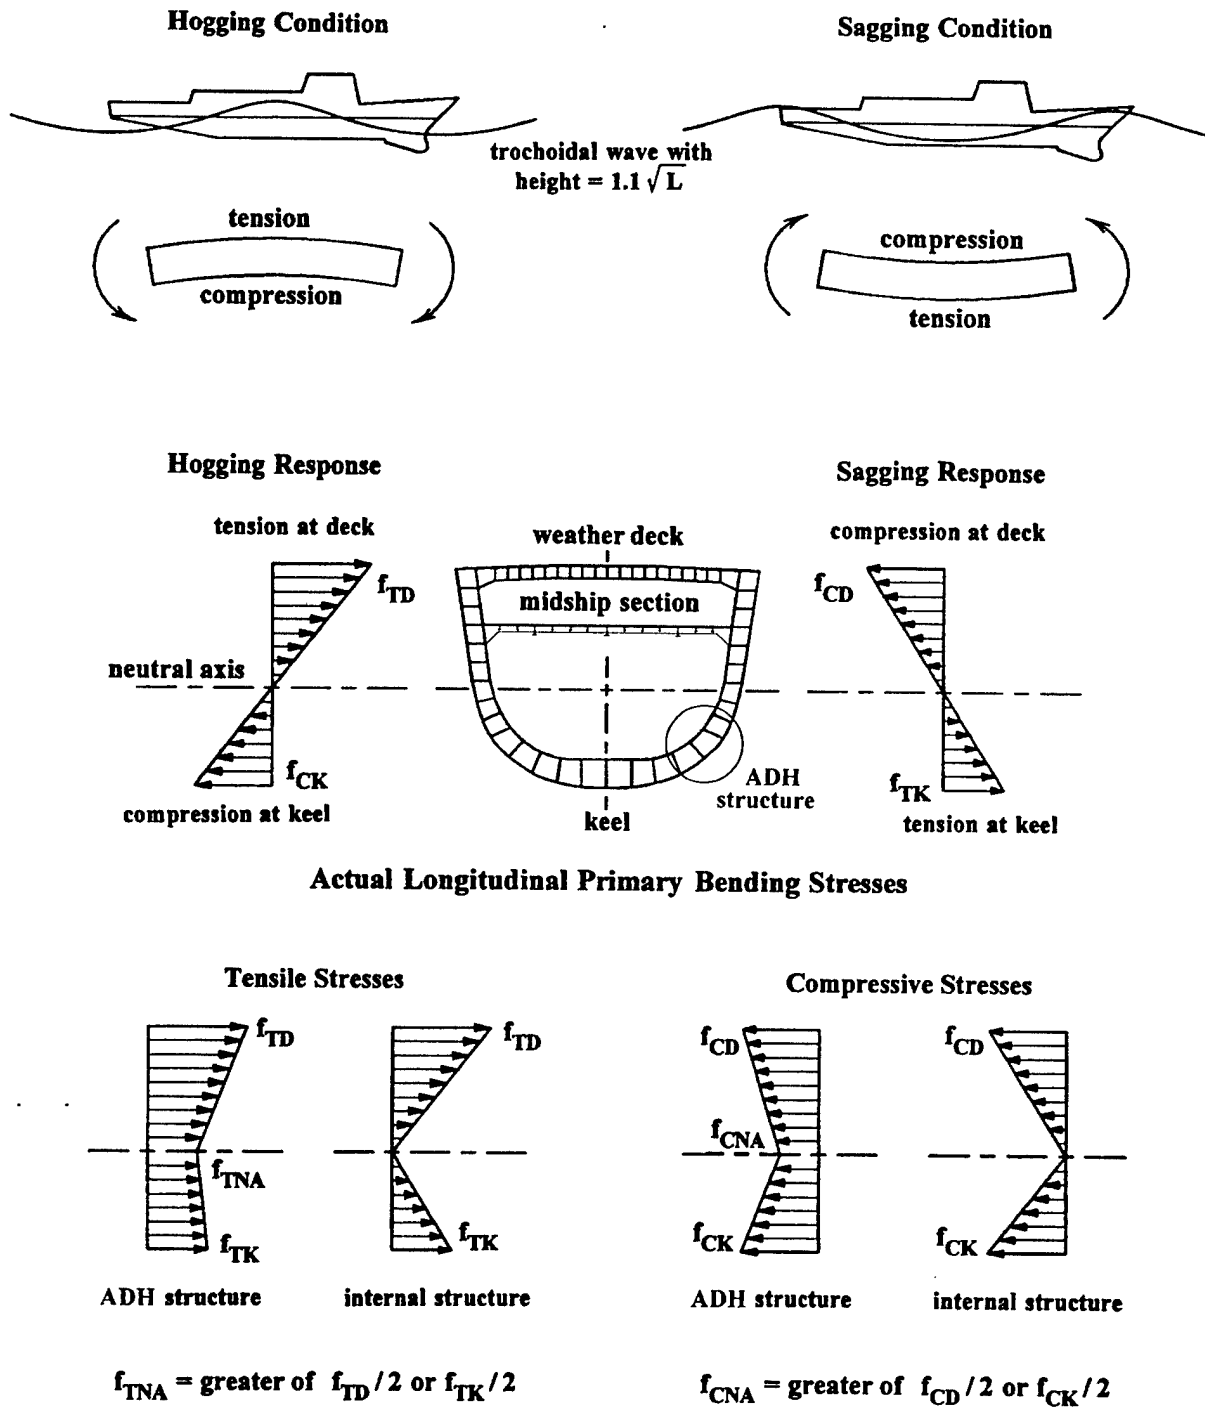 Hogging Condition
Sagging Condition
trochoidal wave with
height = 1.1 √L
tension
compression
compression
tension
Hogging Response
Sagging Response
tension at deck
weather deck
compression at deck
f_TD
midship section
f_CD
neutral axis
f_CK
ADH
structure
f_TK
compression at keel
keel
tension at keel
Actual Longitudinal Primary Bending Stresses
Tensile Stresses
Compressive Stresses
f_TD
f_TD
f_CD
f_CD
f_TNA
f_CNA
f_TK
f_TK
f_CK
f_CK
ADH structure
internal structure
ADH structure
internal structure
f_TNA = greater of f_TD/2 or f_TK/2
f_CNA = greater of f_CD/2 or f_CK/2